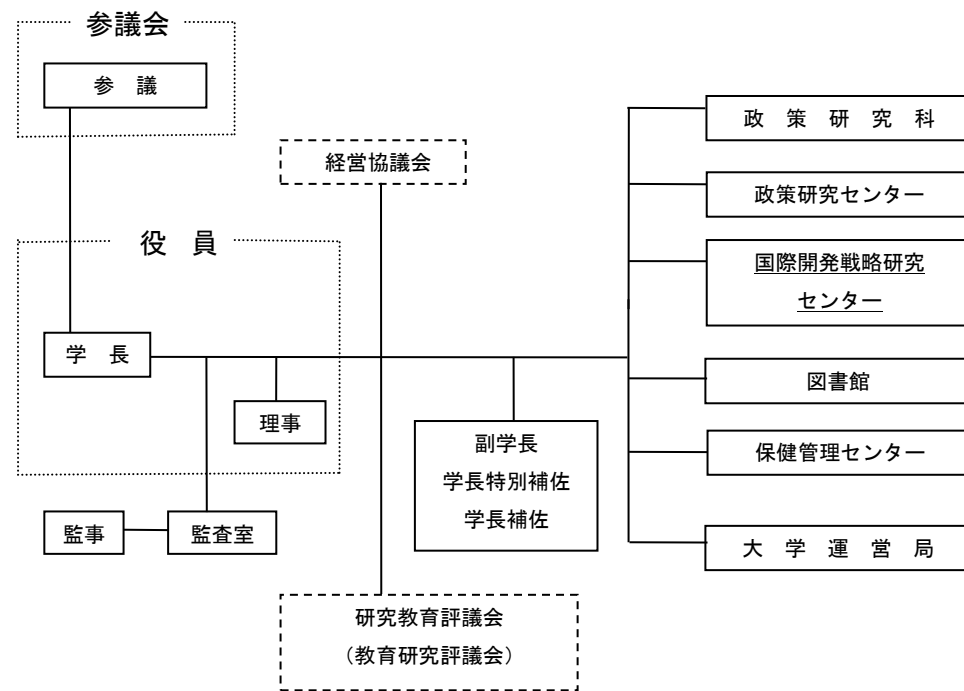 参議会
参　議
経営協議会
役　員
学　長
理事
監事
監査室
副学長
学長特別補佐
学長補佐
研究教育評議会
（教育研究評議会）
政　策　研　究　科
政策研究センター
国際開発戦略研究
センター
図書館
保健管理センター
大　学　運　営　局